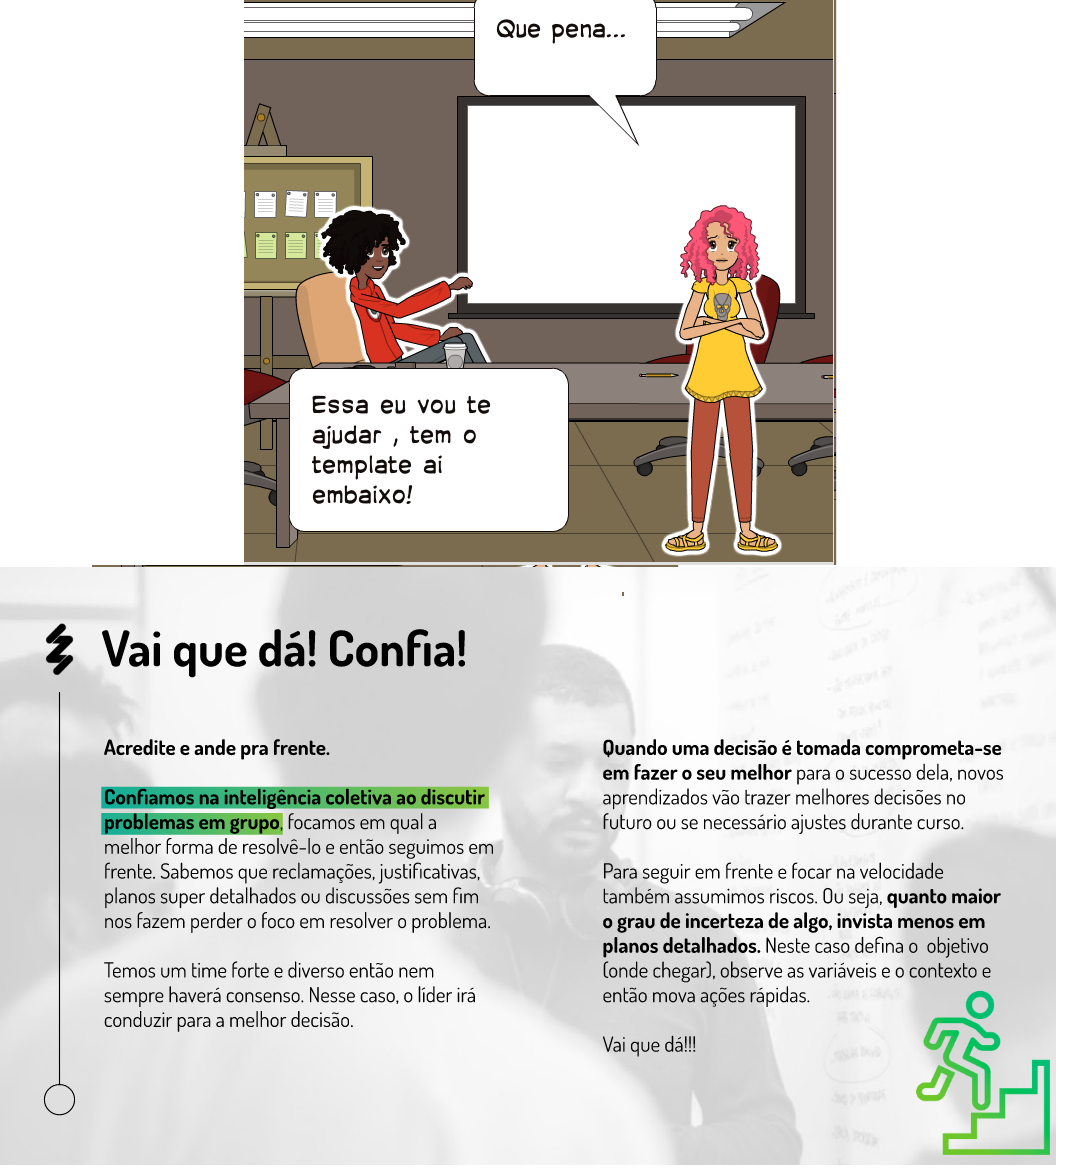 Que pena...
Essa eu vou te
ajudar , tem o
template ai
embaixo!
Vai que dá! Confia!
Acredite e ande pra frente.
Confiamos na inteligência coletiva ao discutir
problemas em grupo, focamos em qual a
melhor forma de resolvê-lo e então seguimos em
frente. Sabemos que reclamações, justificativas,
planos super detalhados ou discussões sem fim
nos fazem perder o foco em resolver o problema.
Temos um time forte e diverso então nem
sempre haverá consenso. Nesse caso, o líder irá
conduzir para a melhor decisão.
Quando uma decisão é tomada comprometa-se
em fazer o seu melhor para o sucesso dela, novos
aprendizados vão trazer melhores decisões no
futuro ou se necessário ajustes durante curso.
Para seguir em frente e focar na velocidade
também assumimos riscos. Ou seja, quanto maior
o grau de incerteza de algo, invista menos em
planos detalhados. Neste caso defina o  objetivo
(onde chegar), observe as variáveis e o contexto e
então mova ações rápidas.
Vai que dá!!!